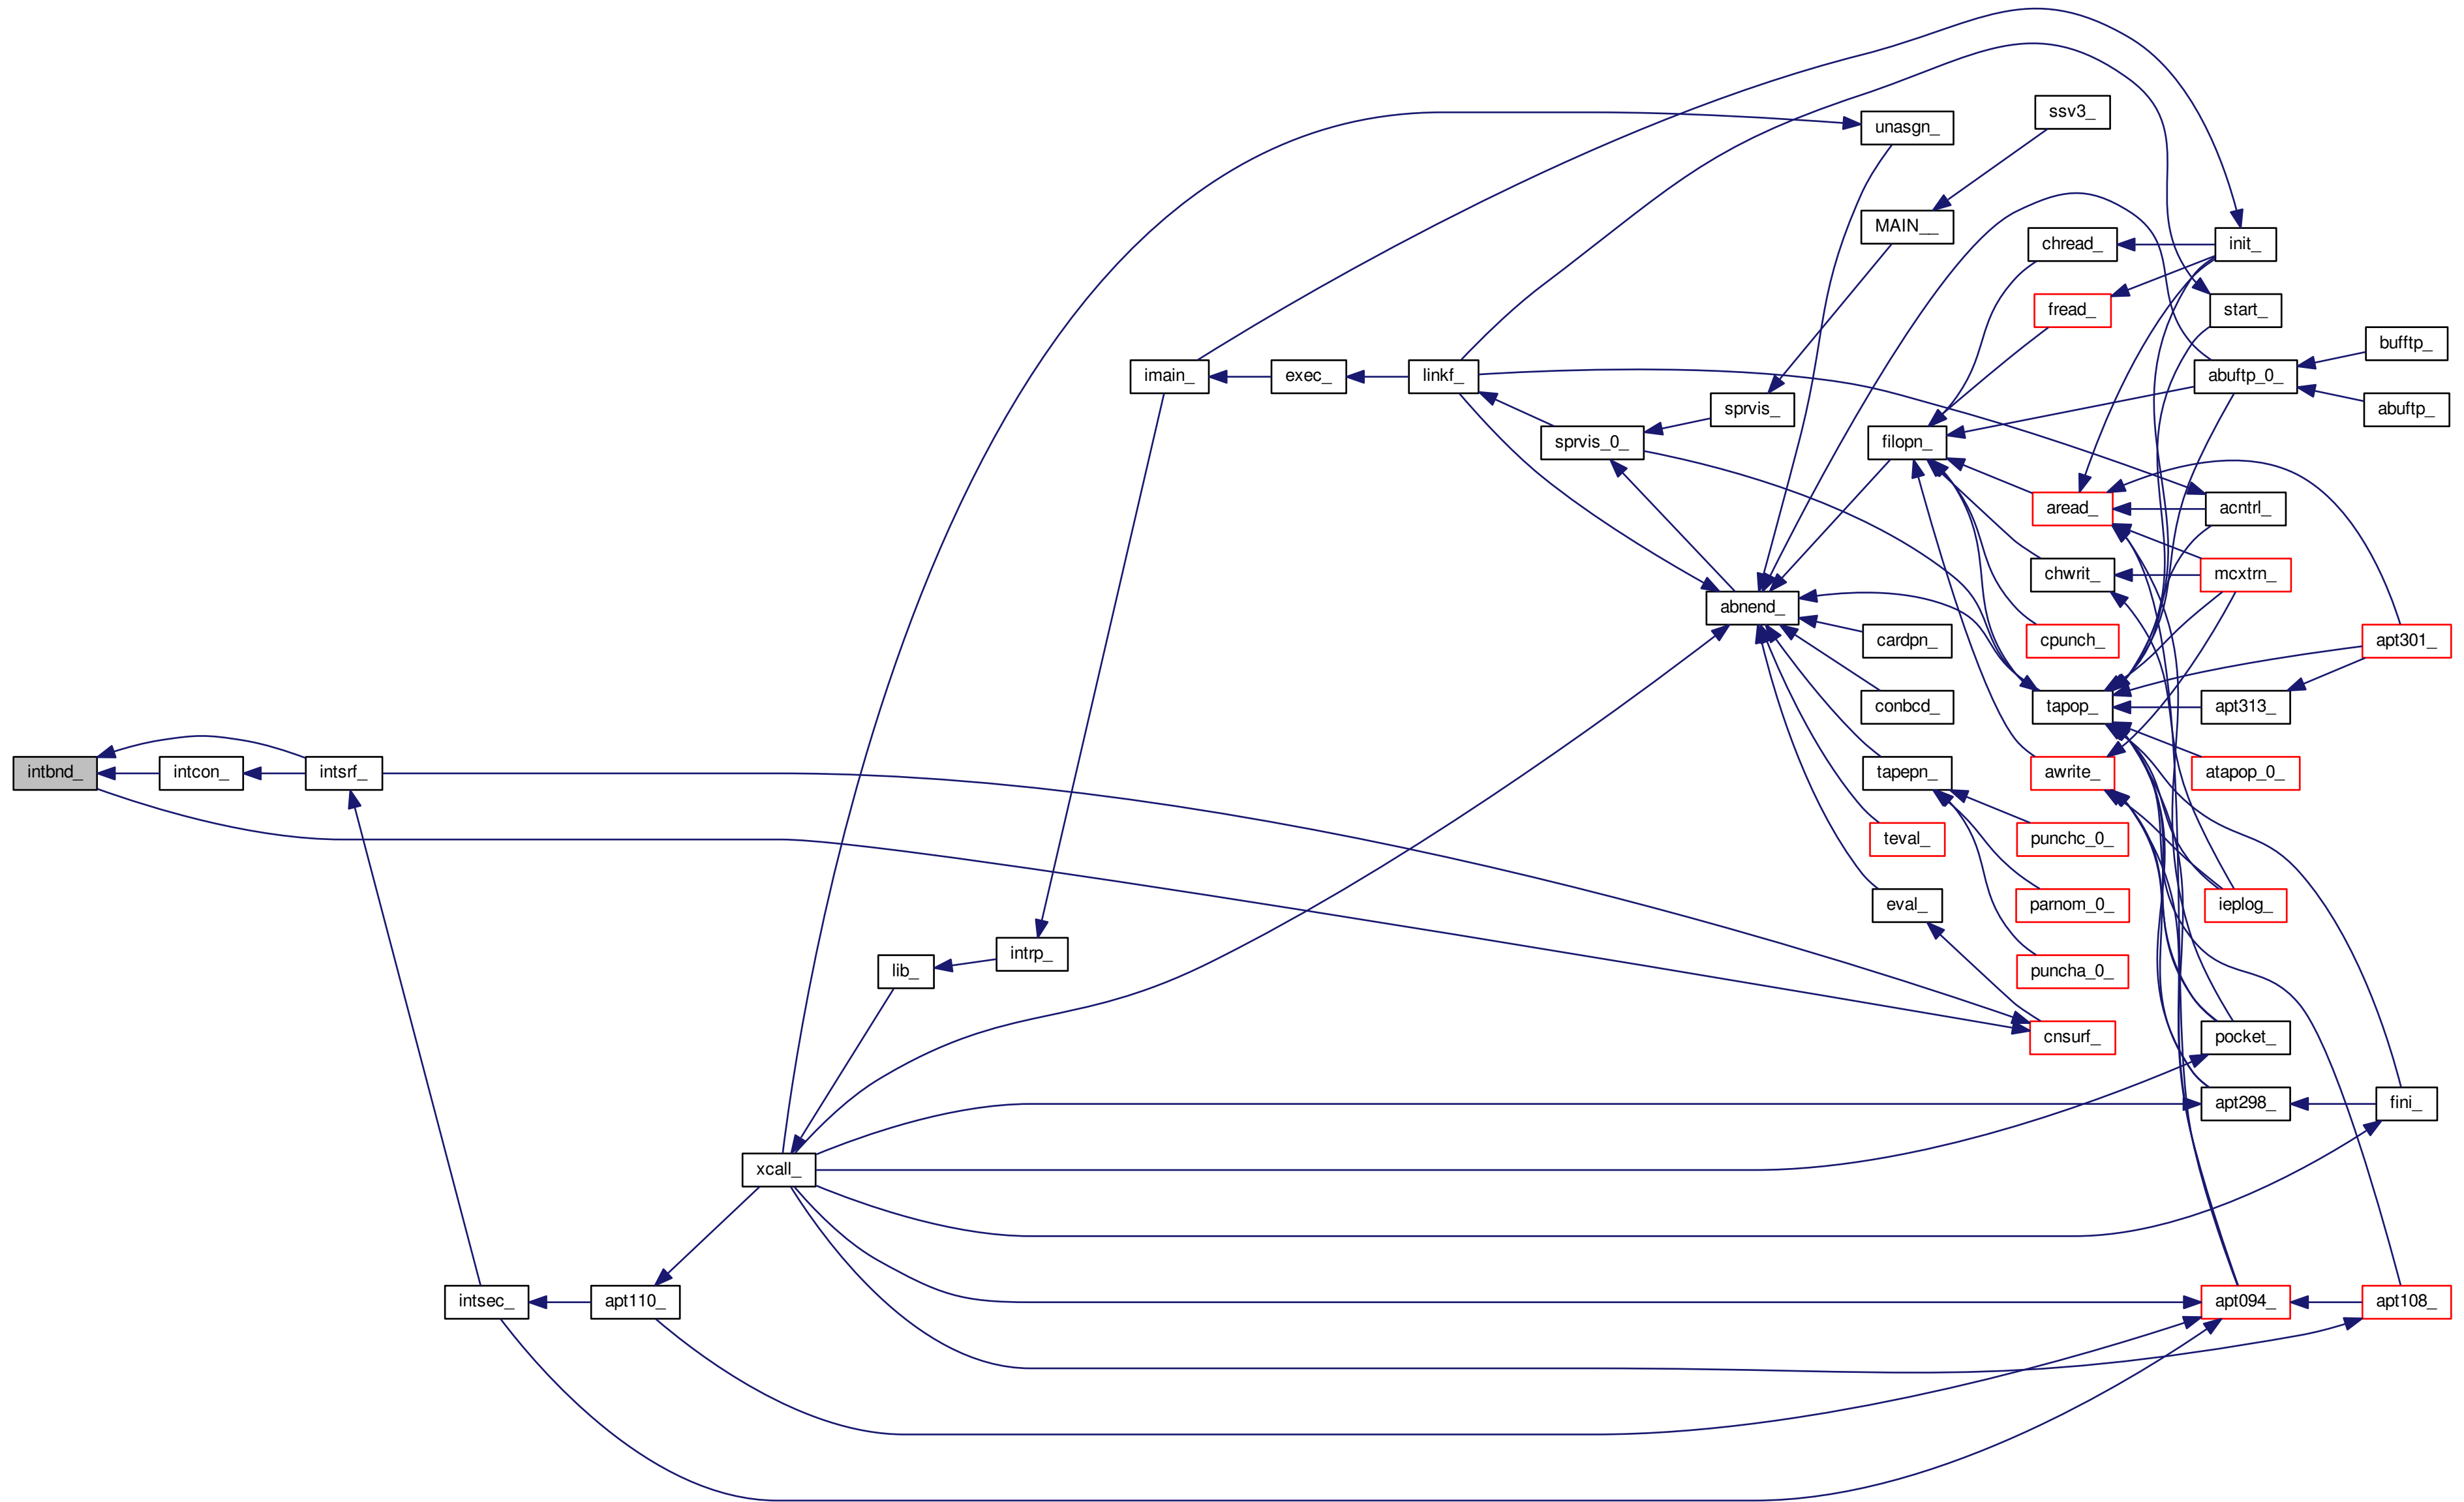 ssv3_
unasgn_
MAIN__
chread_
init_
fread_
start_
bufftp_
imain_
exec_
linkf_
abuftp_0_
sprvis_
abuftp_
sprvis_0_
filopn_
aread_
acntrl_
chwrit_
mcxtrn_
abnend_
cardpn_
cpunch_
apt301_
conbcd_
tapop_
apt313_
intbnd_
intcon_
intsrf_
tapepn_
awrite_
atapop_0_
teval_
punchc_0_
eval_
parnom_0_
ieplog_
lib_
intrp_
puncha_0_
cnsurf_
pocket_
apt298_
fini_
xcall_
intsec_
apt110_
apt094_
apt108_